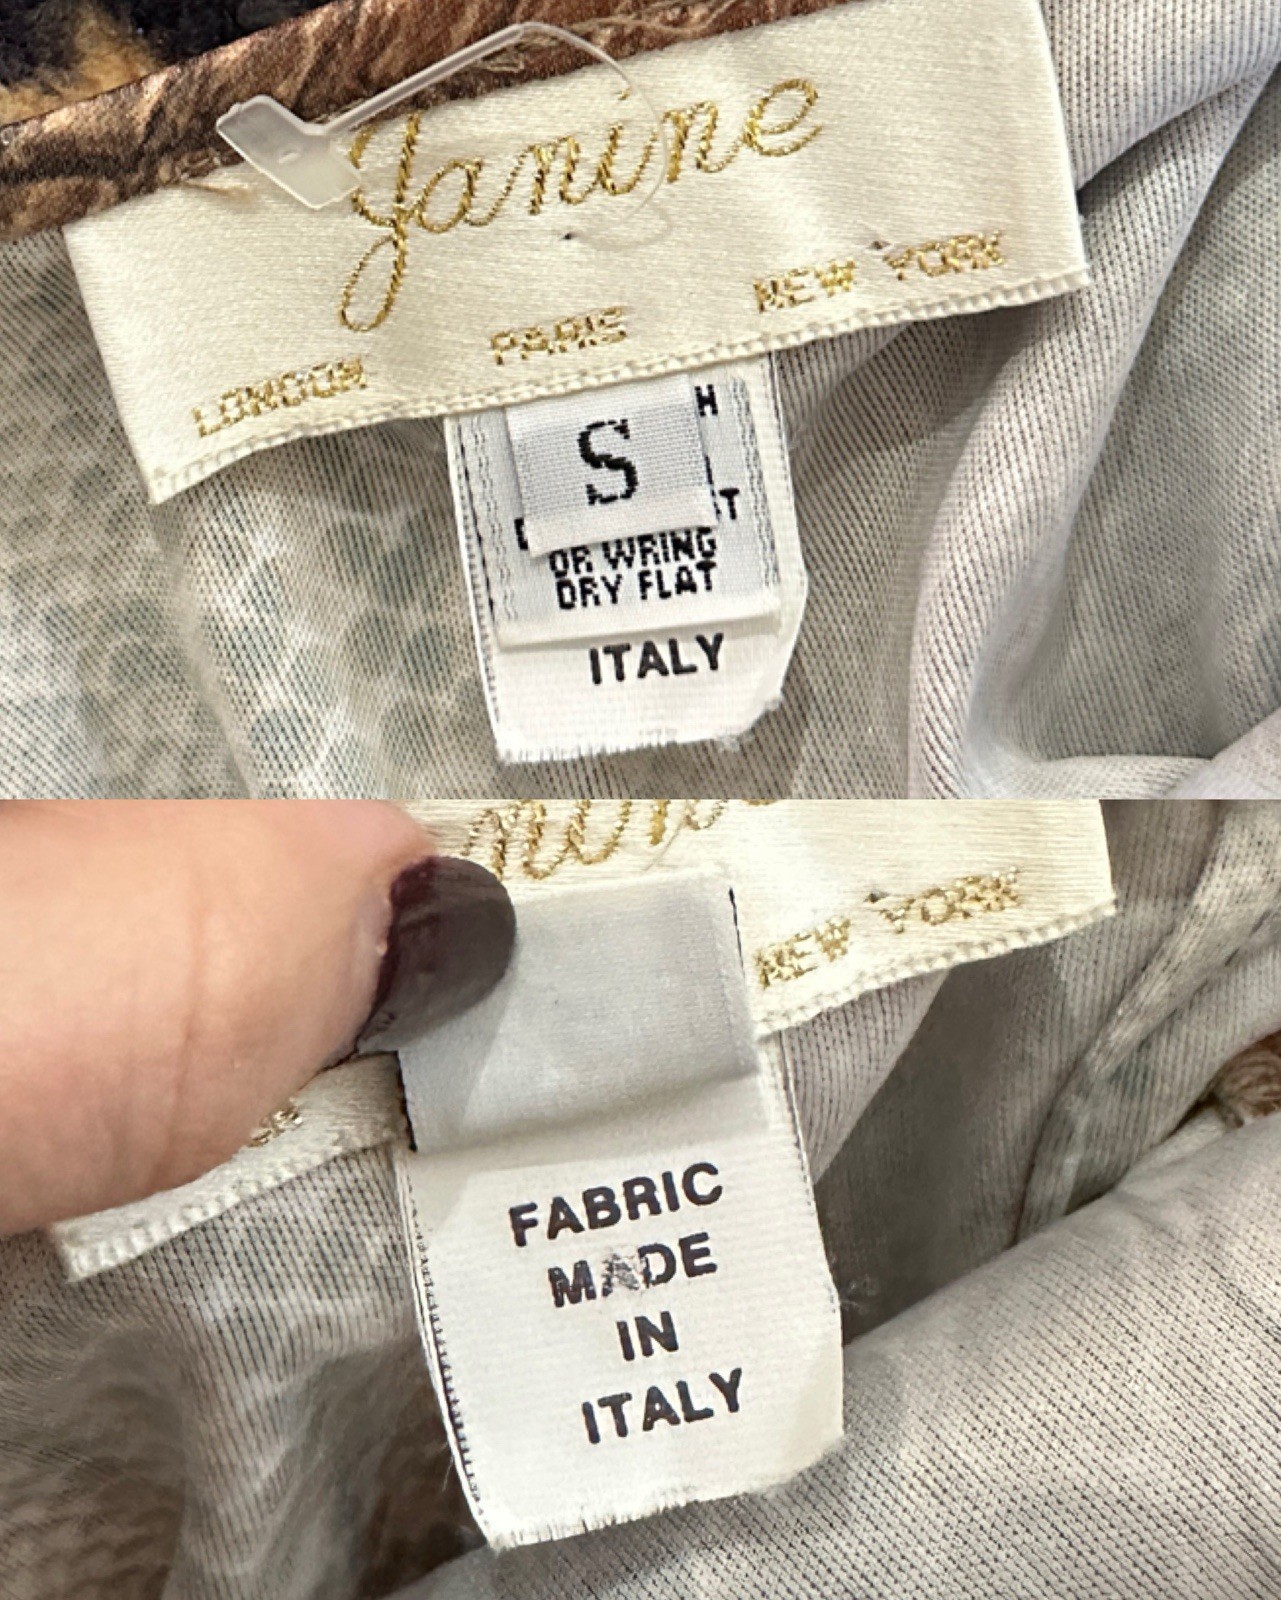 Janine
LONDON PARIS NEW YORK
S
OR WRING
DRY FLAT
ITALY
NEW YORK
FABRIC
MADE
IN
ITALY